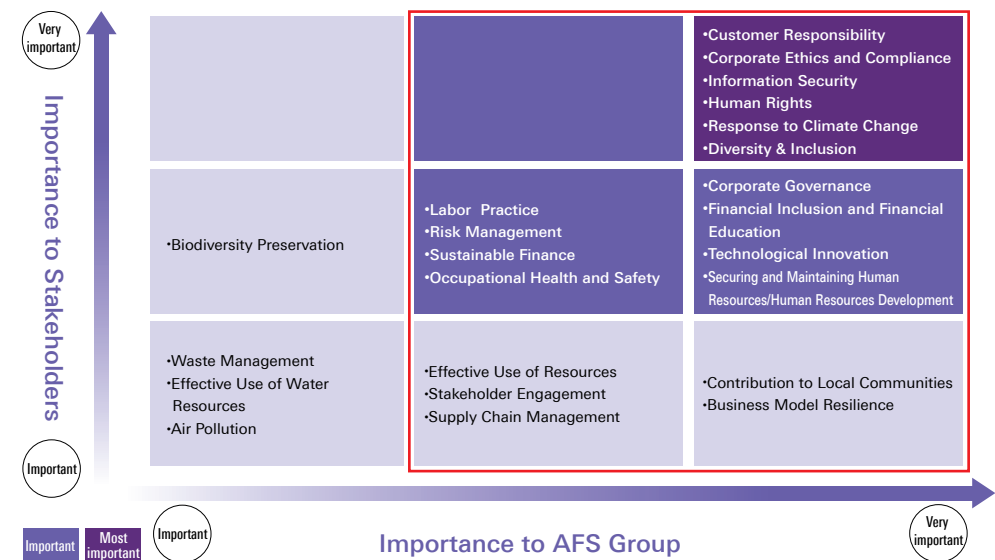 Very
important
Importance to Stakeholders
Important
•Customer Responsibility
•Corporate Ethics and Compliance
•Information Security
•Human Rights
•Response to Climate Change
•Diversity & Inclusion
•Biodiversity Preservation
•Labor Practice
•Risk Management
•Sustainable Finance
•Occupational Health and Safety
•Corporate Governance
•Financial Inclusion and Financial
Education
•Technological Innovation
•Securing and Maintaining Human
Resources/Human Resources Development
•Waste Management
•Effective Use of Water
Resources
•Air Pollution
•Effective Use of Resources
•Stakeholder Engagement
•Supply Chain Management
•Contribution to Local Communities
•Business Model Resilience
Important
Most
important
Important
Importance to AFS Group
Very
important